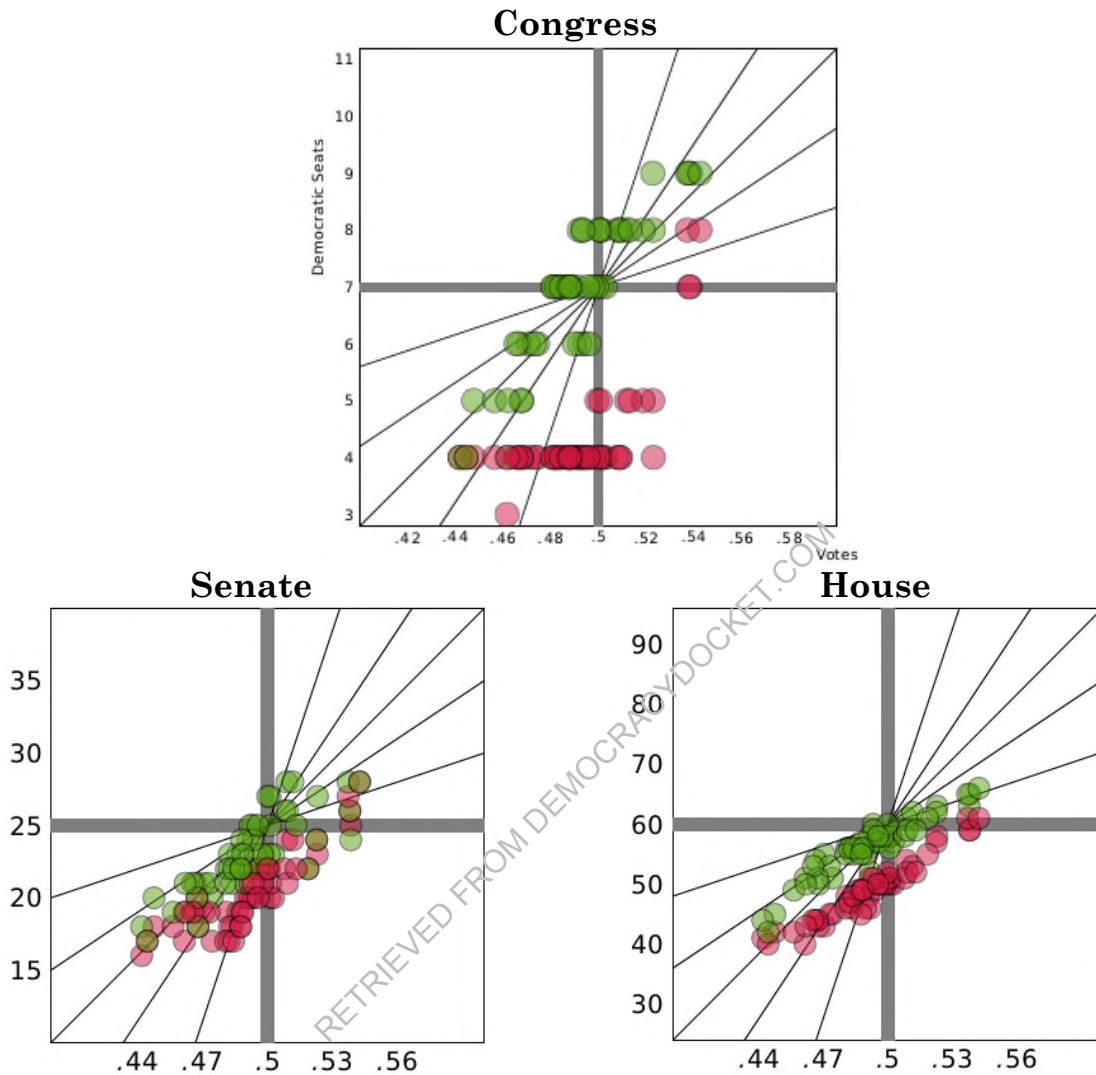 Congress
11
10
9
8
7
6
5
4
3
Democratic Seats
.42 .44 .46 .48 .5 .52 .54 .56 .58
Votes
Senate
35
30
25
20
15
.44 .47 .5 .53 .56
House
90
80
70
60
50
40
30
.44 .47 .5 .53 .56
RETRIEVED FROM DEMOCRACYDOCKET.COM